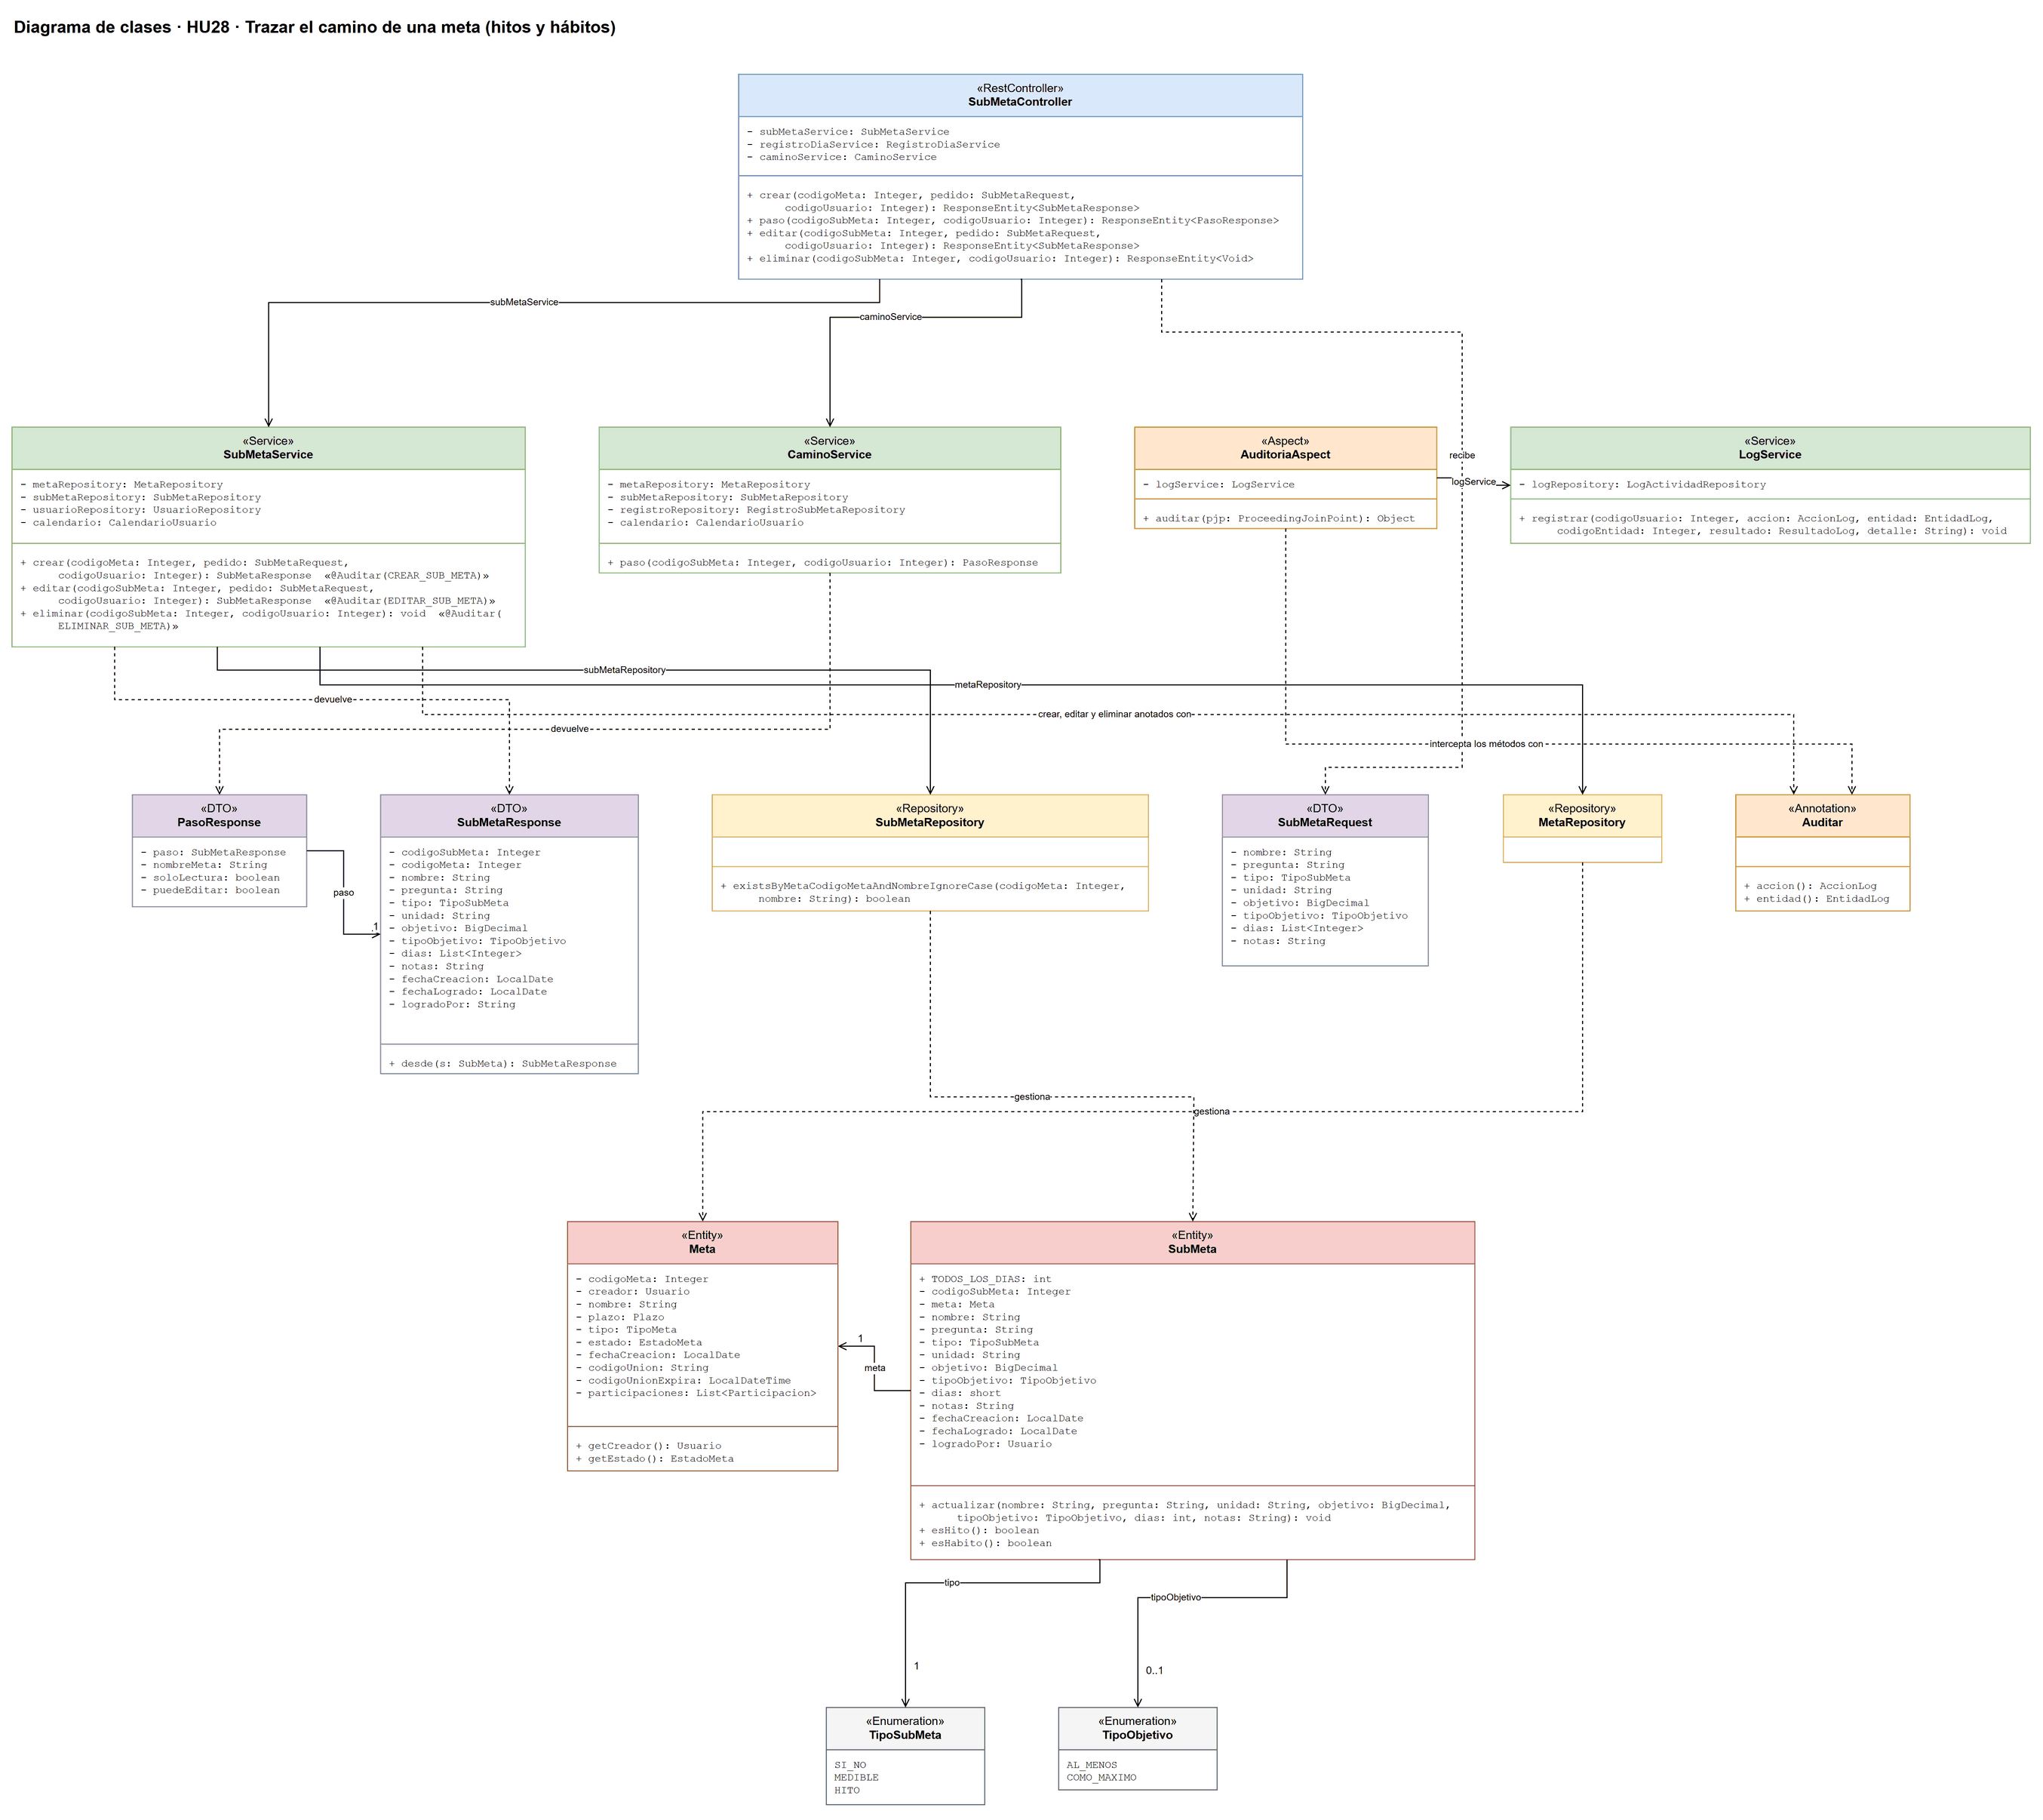 Diagrama de clases · HU28 · Trazar el camino de una meta (hitos y hábitos)
«RestController»
SubMetaController
- subMetaService: SubMetaService
- registroDiaService: RegistroDiaService
- caminoService: CaminoService
+ crear(codigoMeta: Integer, pedido: SubMetaRequest,
codigoUsuario: Integer): ResponseEntity<SubMetaResponse>
+ paso(codigoSubMeta: Integer, codigoUsuario: Integer): ResponseEntity<PasoResponse>
+ editar(codigoSubMeta: Integer, pedido: SubMetaRequest,
codigoUsuario: Integer): ResponseEntity<SubMetaResponse>
+ eliminar(codigoSubMeta: Integer, codigoUsuario: Integer): ResponseEntity<Void>
subMetaService
caminoService
recibe
«Service»
SubMetaService
- metaRepository: MetaRepository
- subMetaRepository: SubMetaRepository
- usuarioRepository: UsuarioRepository
- calendario: CalendarioUsuario
+ crear(codigoMeta: Integer, pedido: SubMetaRequest,
codigoUsuario: Integer): SubMetaResponse «@Auditar(CREAR_SUB_META)»
+ editar(codigoSubMeta: Integer, pedido: SubMetaRequest,
codigoUsuario: Integer): SubMetaResponse «@Auditar(EDITAR_SUB_META)»
+ eliminar(codigoSubMeta: Integer, codigoUsuario: Integer): void «@Auditar(
ELIMINAR_SUB_META)»
«Service»
CaminoService
- metaRepository: MetaRepository
- subMetaRepository: SubMetaRepository
- registroRepository: RegistroSubMetaRepository
- calendario: CalendarioUsuario
+ paso(codigoSubMeta: Integer, codigoUsuario: Integer): PasoResponse
«Aspect»
AuditoriaAspect
- logService: LogService
+ auditar(pjp: ProceedingJoinPoint): Object
logService
«Service»
LogService
- logRepository: LogActividadRepository
+ registrar(codigoUsuario: Integer, accion: AccionLog, entidad: EntidadLog,
codigoEntidad: Integer, resultado: ResultadoLog, detalle: String): void
subMetaRepository
metaRepository
devuelve
crear, editar y eliminar anotados con
devuelve
intercepta los métodos con
«DTO»
PasoResponse
- paso: SubMetaResponse
- nombreMeta: String
- soloLectura: boolean
- puedeEditar: boolean
paso
1
«DTO»
SubMetaResponse
- codigoSubMeta: Integer
- codigoMeta: Integer
- nombre: String
- pregunta: String
- tipo: TipoSubMeta
- unidad: String
- objetivo: BigDecimal
- tipoObjetivo: TipoObjetivo
- dias: List<Integer>
- notas: String
- fechaCreacion: LocalDate
- fechaLogrado: LocalDate
- logradoPor: String
+ desde(s: SubMeta): SubMetaResponse
«Repository»
SubMetaRepository
+ existsByMetaCodigoMetaAndNombreIgnoreCase(codigoMeta: Integer,
nombre: String): boolean
«DTO»
SubMetaRequest
- nombre: String
- pregunta: String
- tipo: TipoSubMeta
- unidad: String
- objetivo: BigDecimal
- tipoObjetivo: TipoObjetivo
- dias: List<Integer>
- notas: String
«Repository»
MetaRepository
«Annotation»
Auditar
+ accion(): AccionLog
+ entidad(): EntidadLog
gestiona
gestiona
«Entity»
Meta
- codigoMeta: Integer
- creador: Usuario
- nombre: String
- plazo: Plazo
- tipo: TipoMeta
- estado: EstadoMeta
- fechaCreacion: LocalDate
- codigoUnion: String
- codigoUnionExpira: LocalDateTime
- participaciones: List<Participacion>
+ getCreador(): Usuario
+ getEstado(): EstadoMeta
1
meta
«Entity»
SubMeta
+ TODOS_LOS_DIAS: int
- codigoSubMeta: Integer
- meta: Meta
- nombre: String
- pregunta: String
- tipo: TipoSubMeta
- unidad: String
- objetivo: BigDecimal
- tipoObjetivo: TipoObjetivo
- dias: short
- notas: String
- fechaCreacion: LocalDate
- fechaLogrado: LocalDate
- logradoPor: Usuario
+ actualizar(nombre: String, pregunta: String, unidad: String, objetivo: BigDecimal,
tipoObjetivo: TipoObjetivo, dias: int, notas: String): void
+ esHito(): boolean
+ esHabito(): boolean
tipo
tipoObjetivo
1
0..1
«Enumeration»
TipoSubMeta
SI_NO
MEDIBLE
HITO
«Enumeration»
TipoObjetivo
AL_MENOS
COMO_MAXIMO